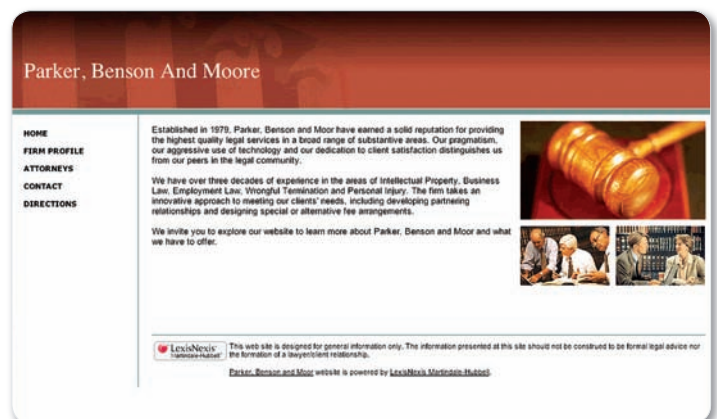 Parker, Benson And Moore
HOME
FIRM PROFILE
ATTORNEYS
CONTACT
DIRECTIONS
Established in 1979, Parker, Benson and Moor have earned a solid reputation for providing
the highest quality legal services in a broad range of substantive areas. Our pragmatism,
our aggressive use of technology and our dedication to client satisfaction distinguishes us
from our peers in the legal community.
We have over three decades of experience in the areas of Intellectual Property, Business
Law, Employment Law, Wrongful Termination and Personal Injury. The firm takes an
innovative approach to meeting our clients' needs, including developing partnering
relationships and designing special or alternative fee arrangements.
We invite you to explore our website to learn more about Parker, Benson and Moor and what
we have to offer.
LexisNexis
Martindale-Hubbell
This web site is designed for general information only. The information presented at this site should not be construed to be formal legal advice nor
the formation of a lawyer/client relationship.
Parker, Benson and Moor website is powered by LexisNexis Martindale-Hubbell.